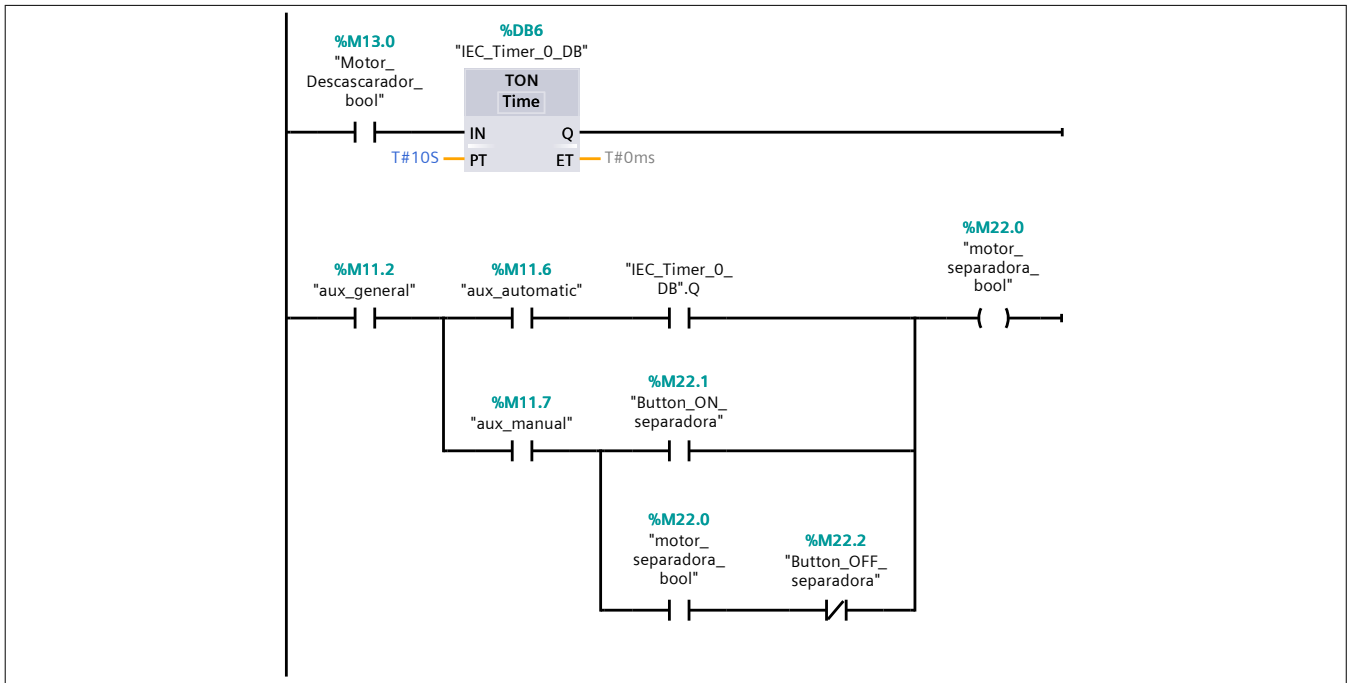 %M13.0
"Motor_
Descascarador_
bool"
%DB6
"IEC_Timer_0_DB"
TON
Time
IN
Q
T#10S
PT
ET
T#0ms
%M11.2
"aux_general"
%M11.6
"aux_automatic"
"IEC_Timer_0_
DB".Q
%M22.0
"motor_
separadora_
bool"
%M11.7
"aux_manual"
%M22.1
"Button_ON_
separadora"
%M22.0
"motor_
separadora_
bool"
%M22.2
"Button_OFF_
separadora"